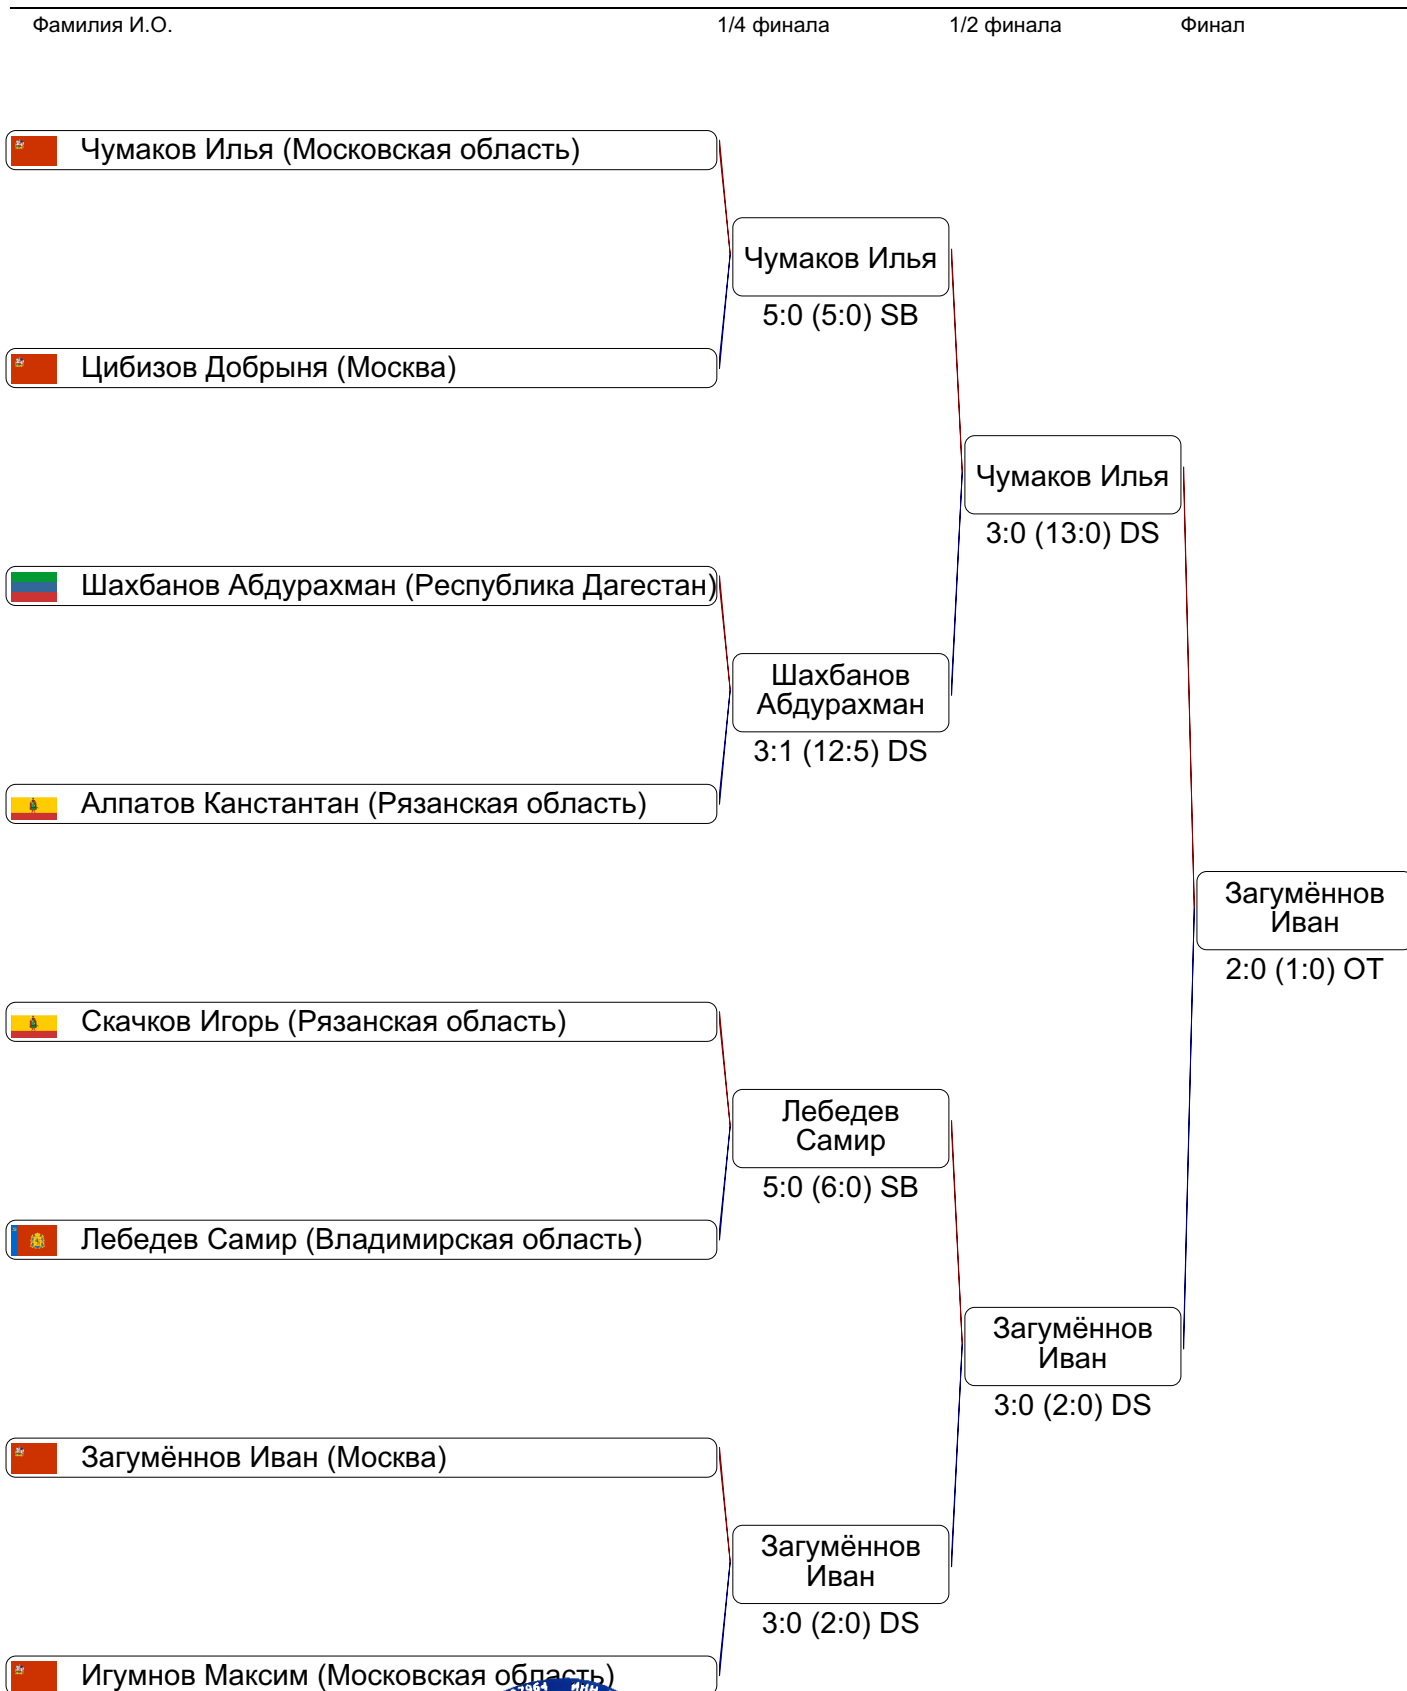 Фамилия И.О. 1/4 финала 1/2 финала Финал
Чумаков Илья (Московская область)
Чумаков Илья
5:0 (5:0) SB
Цибизов Добрыня (Москва)
Чумаков Илья
3:0 (13:0) DS
Шахбанов Абдурахман (Республика Дагестан)
Шахбанов
Абдурахман
3:1 (12:5) DS
Алпатов Канстантан (Рязанская область)
Загумённов
Иван
2:0 (1:0) OT
Скачков Игорь (Рязанская область)
Лебедев
Самир
5:0 (6:0) SB
Лебедев Самир (Владимирская область)
Загумённов
Иван
3:0 (2:0) DS
Загумённов Иван (Москва)
Загумённов
Иван
3:0 (2:0) DS
Игумнов Максим (Московская область)